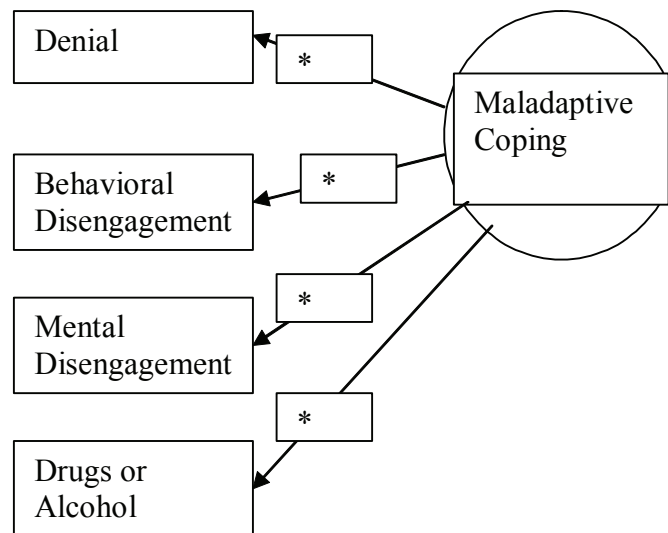 Denial
*
Maladaptive
Coping
Behavioral
Disengagement
*
Mental
Disengagement
*
Drugs or
Alcohol
*